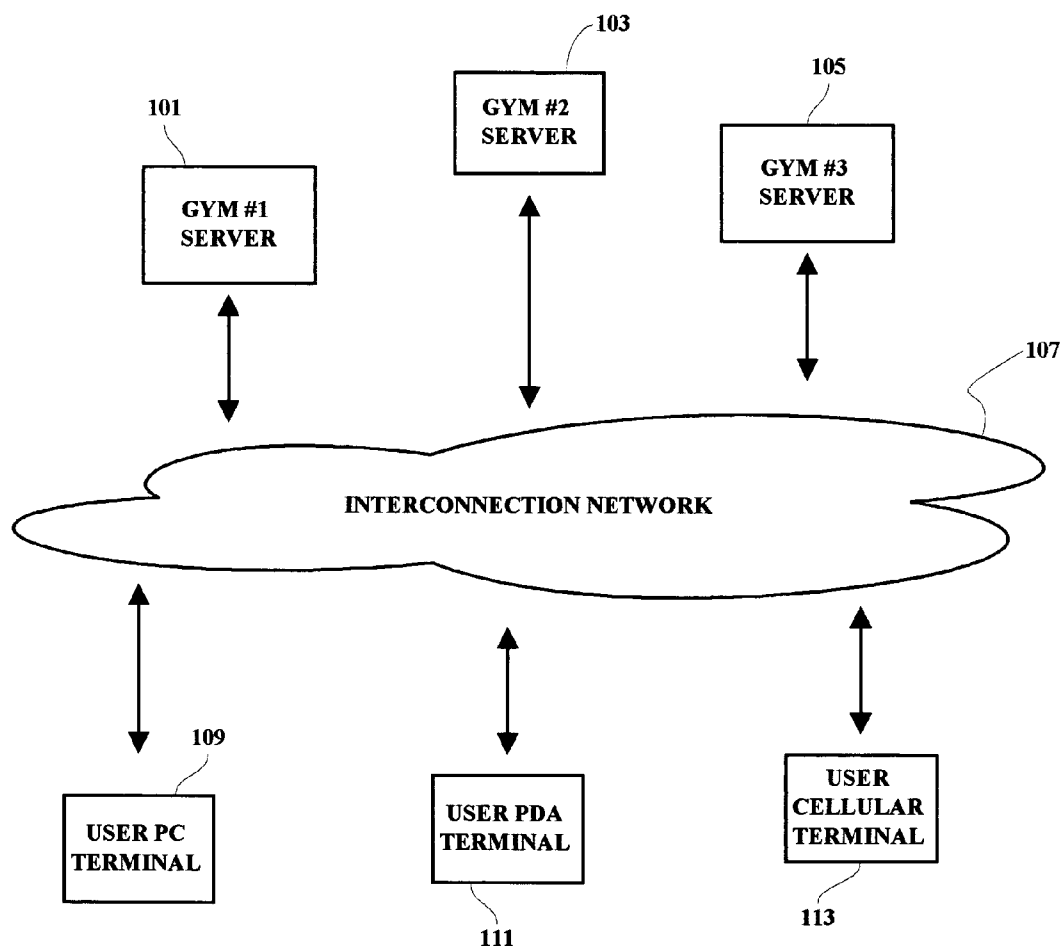 103
105
101
GYM #2
SERVER
GYM #3
SERVER
GYM #1
SERVER
107
INTERCONNECTION NETWORK
109
USER PC
TERMINAL
USER PDA
TERMINAL
USER
CELLULAR
TERMINAL
111
113